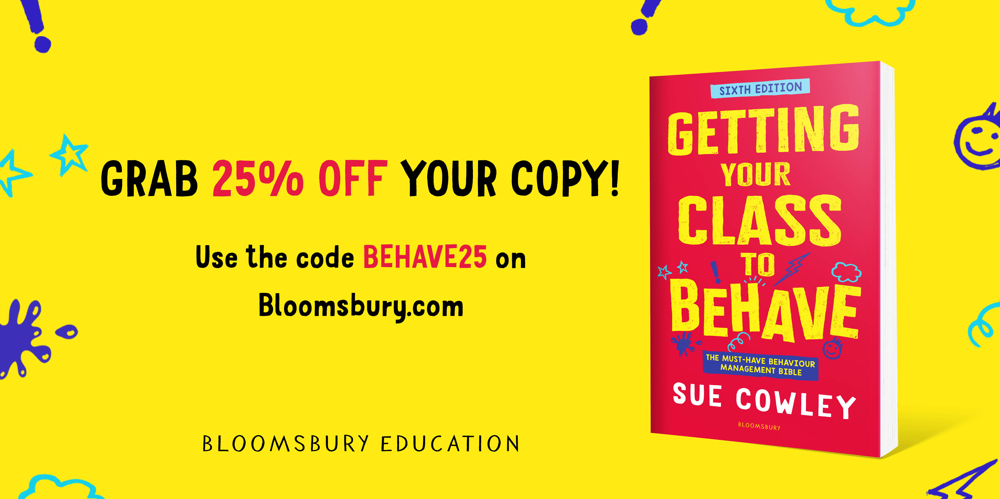 GRAB 25% OFF YOUR COPY!
Use the code BEHAVE25 on
Bloomsbury.com
BLOOMSBURY EDUCATION
SIXTH EDITION
GETTING
YOUR
CLASS
TO
BEHAVE
THE MUST-HAVE BEHAVIOUR
MANAGEMENT BIBLE
SUE COWLEY
BLOOMSBURY